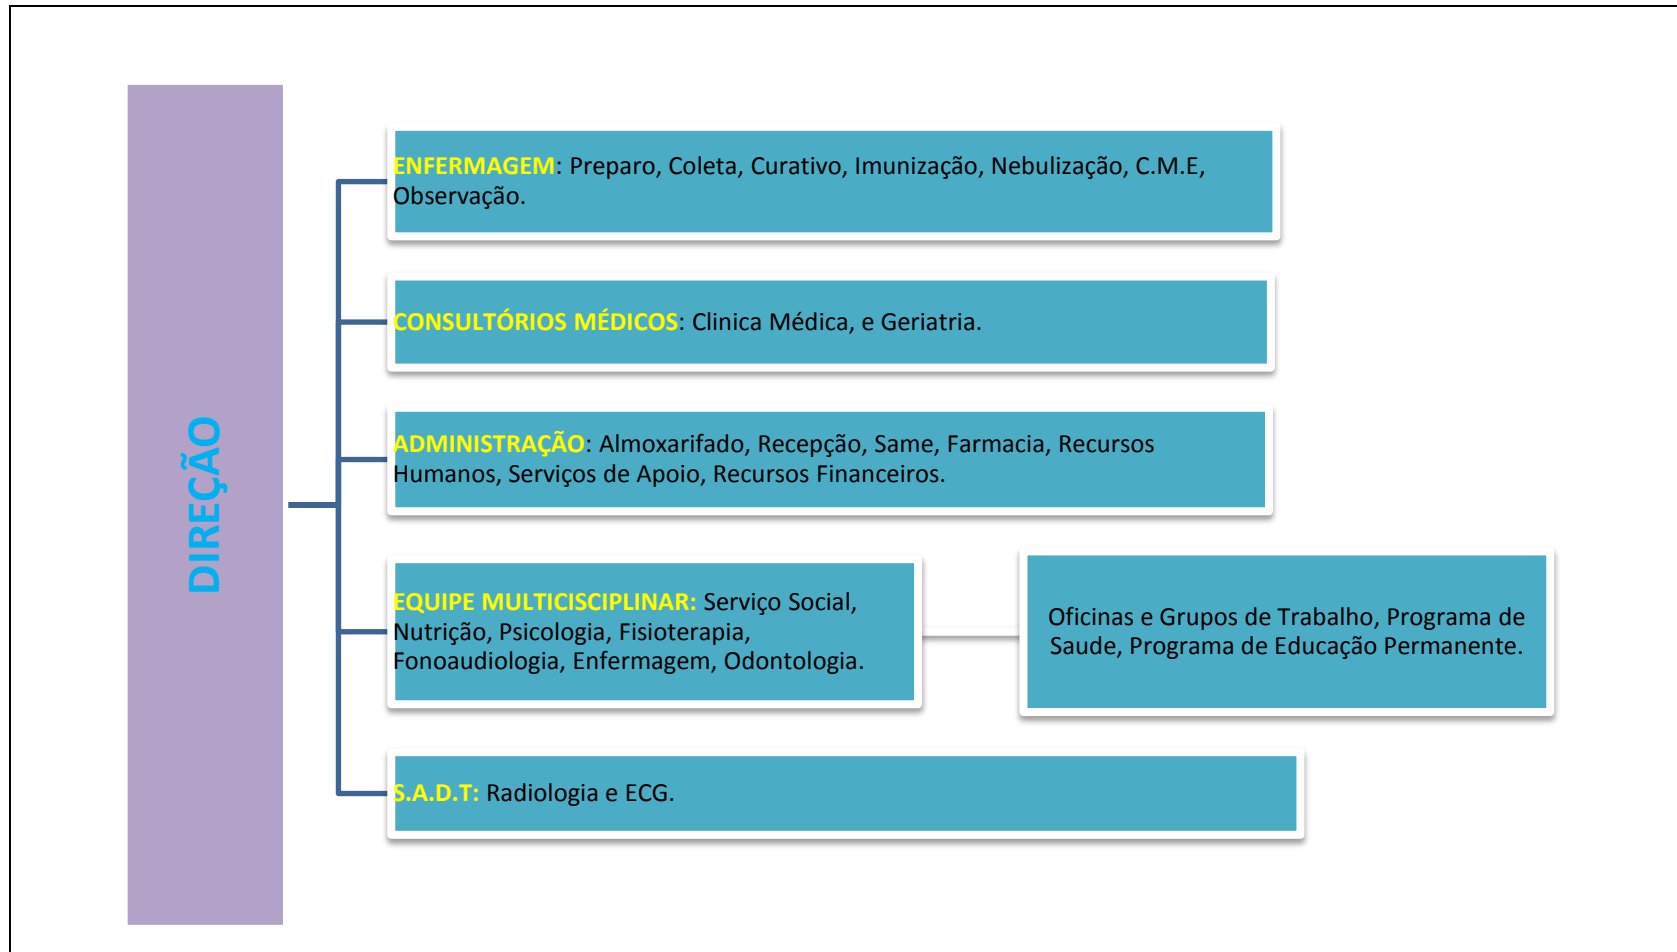 DIREÇÃO
ENFERMAGEM: Preparo, Coleta, Curativo, Imunização, Nebulização, C.M.E,
Observação.
CONSULTÓRIOS MÉDICOS: Clinica Médica, e Geriatria.
ADMINISTRAÇÃO: Almoxarifado, Recepção, Same, Farmacia, Recursos
Humanos, Serviços de Apoio, Recursos Financeiros.
EQUIPE MULTICISCIPLINAR: Serviço Social,
Nutrição, Psicologia, Fisioterapia,
Fonoaudiologia, Enfermagem, Odontologia.
Oficinas e Grupos de Trabalho, Programa de
Saude, Programa de Educação Permanente.
S.A.D.T: Radiologia e ECG.